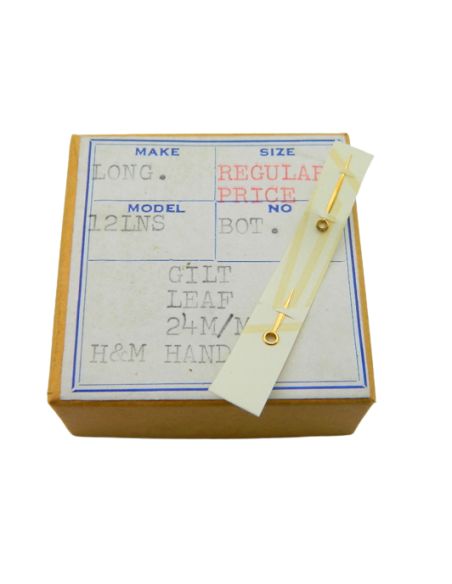 MAKE SIZE
LONG. REGULAR
PRICE
MODEL NO
12LNS BOT.
GILT
LEAF
24M/M
H&M HAND